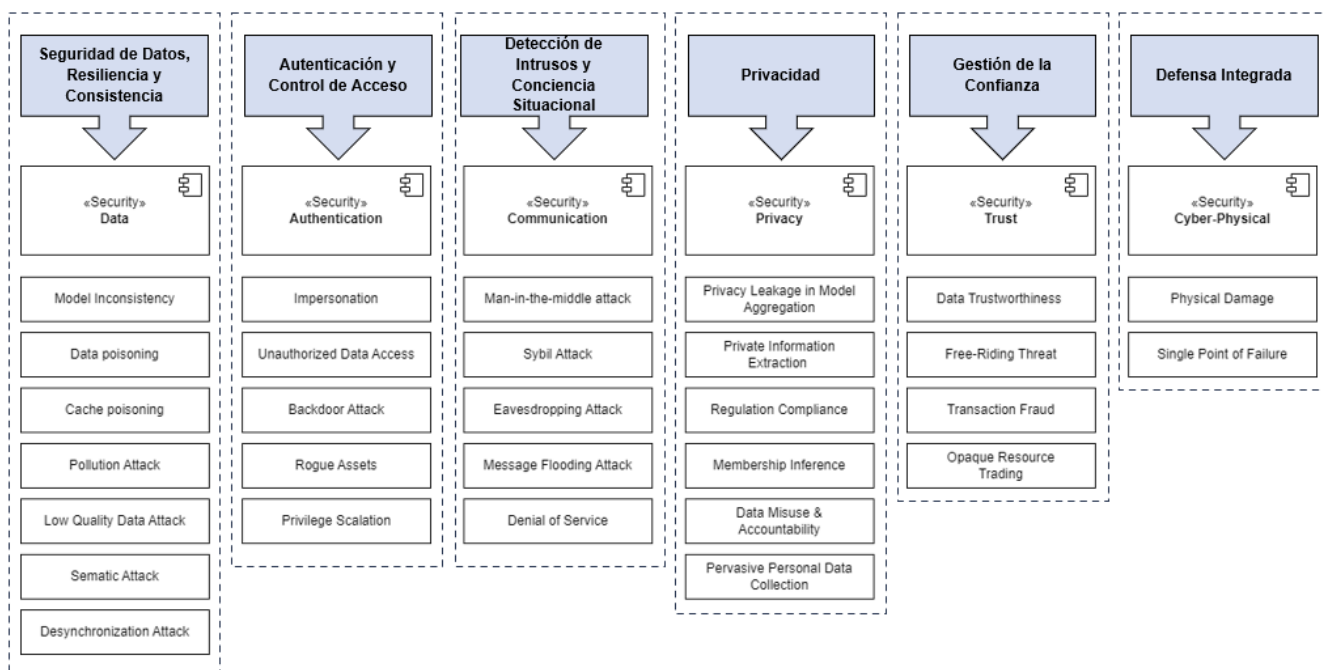 Seguridad de Datos,
Resiliencia y
Consistencia
«Security»
Data
Model Inconsistency
Data poisoning
Cache poisoning
Pollution Attack
Low Quality Data Attack
Sematic Attack
Desynchronization Attack
Autenticación y
Control de Acceso
«Security»
Authentication
Impersonation
Unauthorized Data Access
Backdoor Attack
Rogue Assets
Privilege Scalation
Detección de
Intrusos y
Conciencia
Situacional
«Security»
Communication
Man-in-the-middle attack
Sybil Attack
Eavesdropping Attack
Message Flooding Attack
Denial of Service
Privacidad
«Security»
Privacy
Privacy Leakage in Model
Aggregation
Private Information
Extraction
Regulation Compliance
Membership Inference
Data Misuse &
Accountability
Pervasive Personal Data
Collection
Gestión de la
Confianza
«Security»
Trust
Data Trustworthiness
Free-Riding Threat
Transaction Fraud
Opaque Resource
Trading
Defensa Integrada
«Security»
Cyber-Physical
Physical Damage
Single Point of Failure